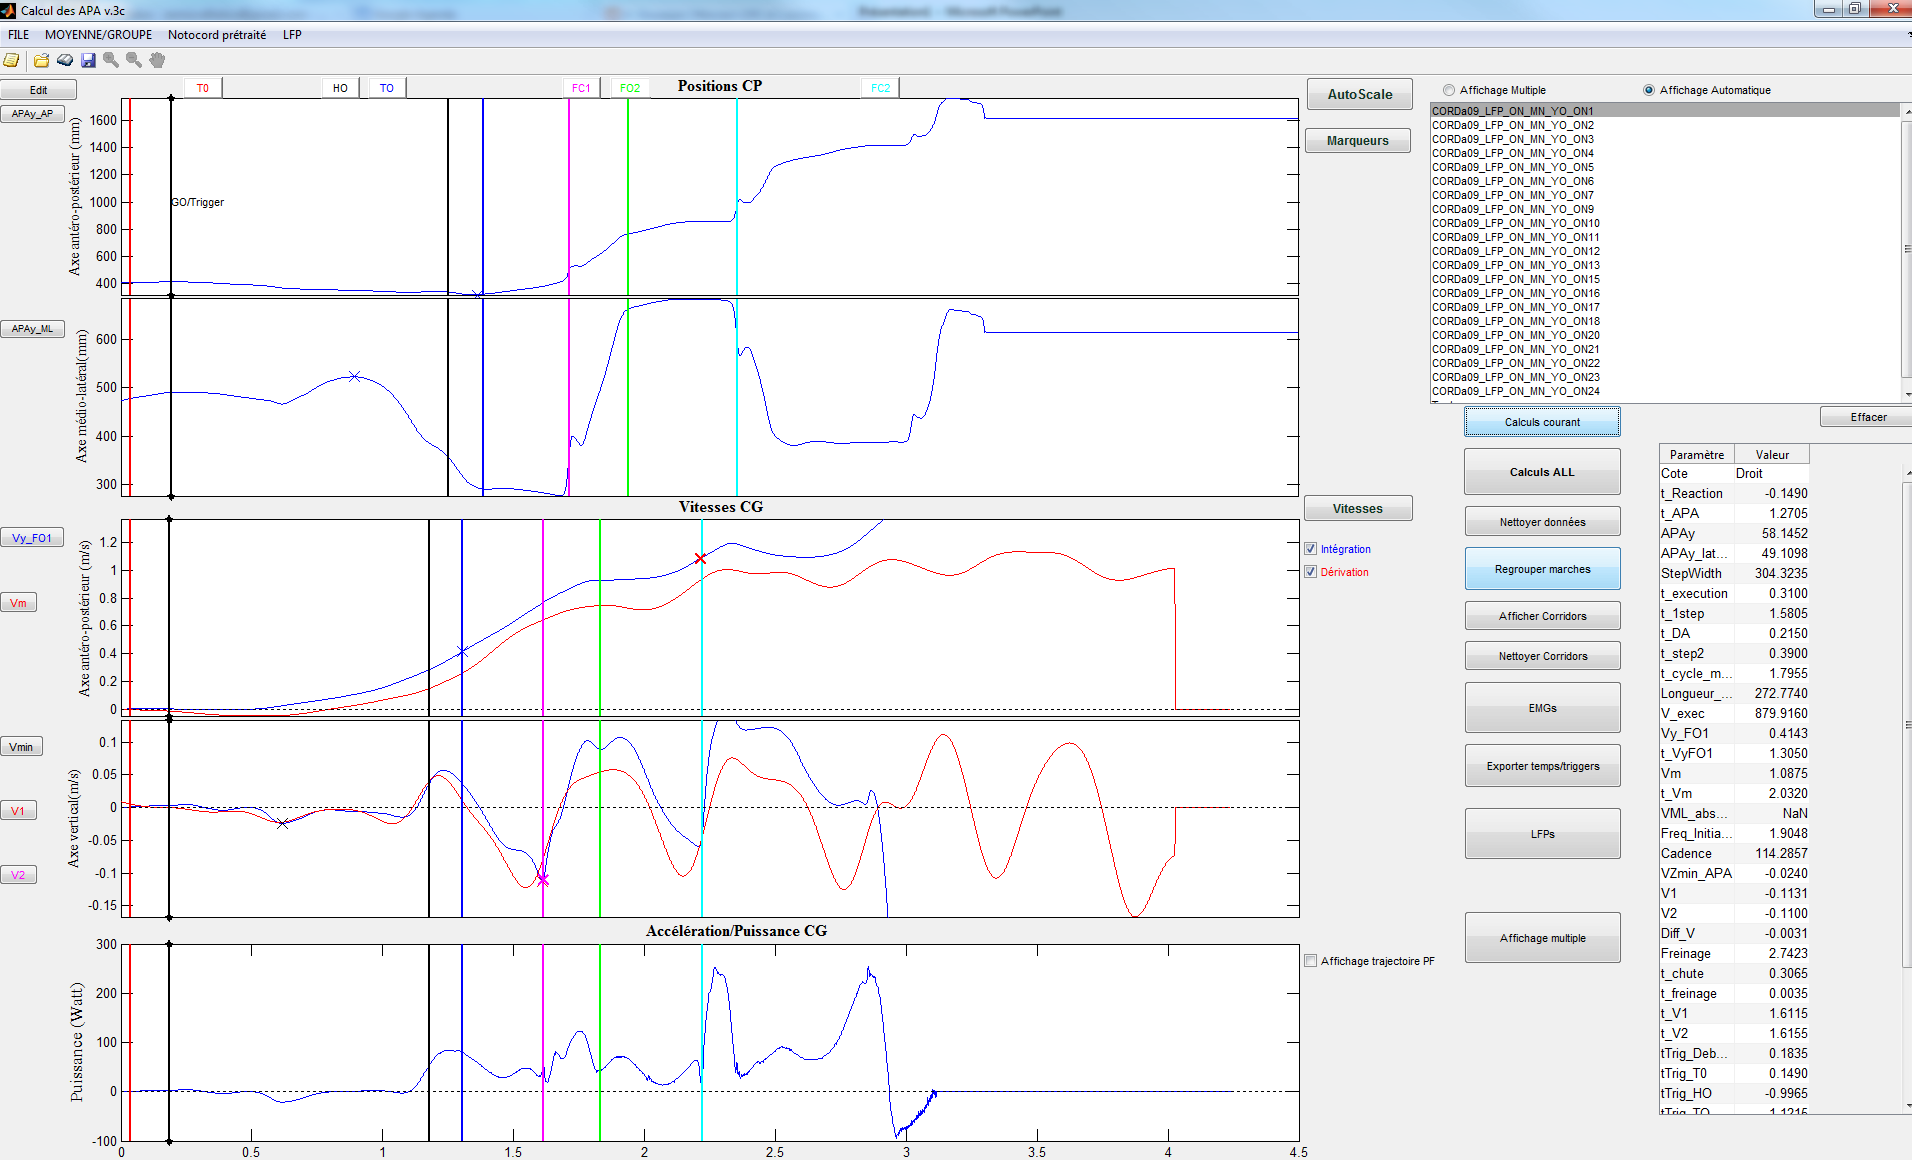 Calcul des APA v.3c
FILE MOYENNE/GROUPE Notocord prétraité LFP
Edit
T0 HO TO FC1 FO2 FC2
Positions CP
APAy_AP
Axe antéro-postérieur (mm)
1600
1400
1200
1000
800
600
400
GO/Trigger
APAy_ML
Axe médio-latéral(mm)
600
500
400
300
Vitesses CG
Vy_FO1
Vm
Axe antéro-postérieur (m/s)
1.2
1
0.8
0.6
0.4
0.2
0
Vmin
V1
V2
Axe vertical(m/s)
0.1
0.05
0
-0.05
-0.1
-0.15
Accélération/Puissance CG
Puissance (Watt)
300
200
100
0
-100
0 0.5 1 1.5 2 2.5 3 3.5 4 4.5
AutoScale
Marqueurs
Vitesses
Intégration
Dérivation
Affichage trajectoire PF
Affichage Multiple Affichage Automatique
CORDa09_LFP_ON_MN_YO_ON1
CORDa09_LFP_ON_MN_YO_ON2
CORDa09_LFP_ON_MN_YO_ON3
CORDa09_LFP_ON_MN_YO_ON4
CORDa09_LFP_ON_MN_YO_ON5
CORDa09_LFP_ON_MN_YO_ON6
CORDa09_LFP_ON_MN_YO_ON7
CORDa09_LFP_ON_MN_YO_ON9
CORDa09_LFP_ON_MN_YO_ON10
CORDa09_LFP_ON_MN_YO_ON11
CORDa09_LFP_ON_MN_YO_ON12
CORDa09_LFP_ON_MN_YO_ON13
CORDa09_LFP_ON_MN_YO_ON15
CORDa09_LFP_ON_MN_YO_ON16
CORDa09_LFP_ON_MN_YO_ON17
CORDa09_LFP_ON_MN_YO_ON18
CORDa09_LFP_ON_MN_YO_ON20
CORDa09_LFP_ON_MN_YO_ON21
CORDa09_LFP_ON_MN_YO_ON22
CORDa09_LFP_ON_MN_YO_ON23
CORDa09_LFP_ON_MN_YO_ON24
Calculs courant
Calculs ALL
Nettoyer données
Regrouper marches
Afficher Corridors
Nettoyer Corridors
EMGs
Exporter temps/triggers
LFPs
Affichage multiple
Effacer
Paramètre Valeur
Cote Droit
t_Reaction -0.1490
t_APA 1.2705
APAy 58.1452
APAy_lat... 49.1098
StepWidth 304.3235
t_execution 0.3100
t_1step 1.5805
t_DA 0.2150
t_step2 0.3900
t_cycle_m... 1.7955
Longueur_... 272.7740
V_exec 879.9160
Vy_FO1 0.4143
t_VyFO1 1.3050
Vm 1.0875
t_Vm 2.0320
VML_abs... NaN
Freq_Initia... 1.9048
Cadence 114.2857
VZmin_APA -0.0240
V1 -0.1131
V2 -0.1100
Diff_V -0.0031
Freinage 2.7423
t_chute 0.3065
t_freinage 0.0035
t_V1 1.6115
t_V2 1.6155
tTrig_Deb... 0.1835
tTrig_T0 0.1490
tTrig_HO -0.9965
tTrig_TO 1.1215